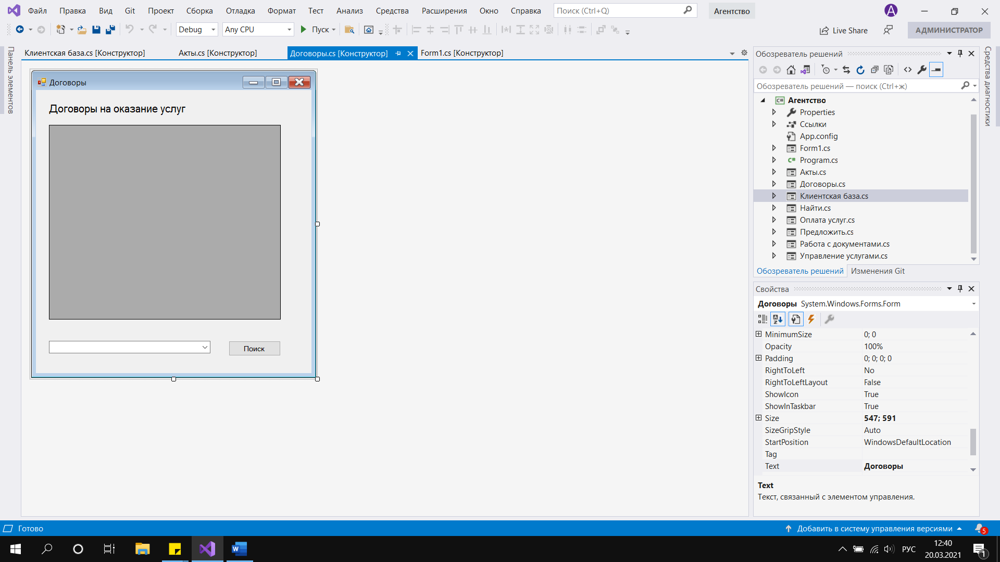 Файл Правка Вид Git Проект Сборка Отладка Формат Тест Анализ Средства Расширения Окно Справка Поиск (Ctrl+Q) Агентство A
Debug Any CPU Пуск Live Share АДМИНИСТРАТОР
Панель элементов
Клиентская база.cs [Конструктор] Акты.cs [Конструктор] Договоры.cs [Конструктор] Form1.cs [Конструктор]
Договоры
Договоры на оказание услуг
Поиск
Обозреватель решений
Обозреватель решений — поиск (Ctrl+ж)
C# Агентство
Properties
Ссылки
App.config
Form1.cs
C# Program.cs
Акты.cs
Договоры.cs
Клиентская база.cs
Найти.cs
Оплата услуг.cs
Предложить.cs
Работа с документами.cs
Управление услугами.cs
Обозреватель решений Изменения Git
Средства диагностики
Свойства
Договоры System.Windows.Forms.Form
MinimumSize 0; 0
Opacity 100%
Padding 0; 0; 0; 0
RightToLeft No
RightToLeftLayout False
ShowIcon True
ShowInTaskbar True
Size 547; 591
SizeGripStyle Auto
StartPosition WindowsDefaultLocation
Tag
Text Договоры
Text
Текст, связанный с элементом управления.
Готово Добавить в систему управления версиями 5
W РУС 12:40
20.03.2021 1